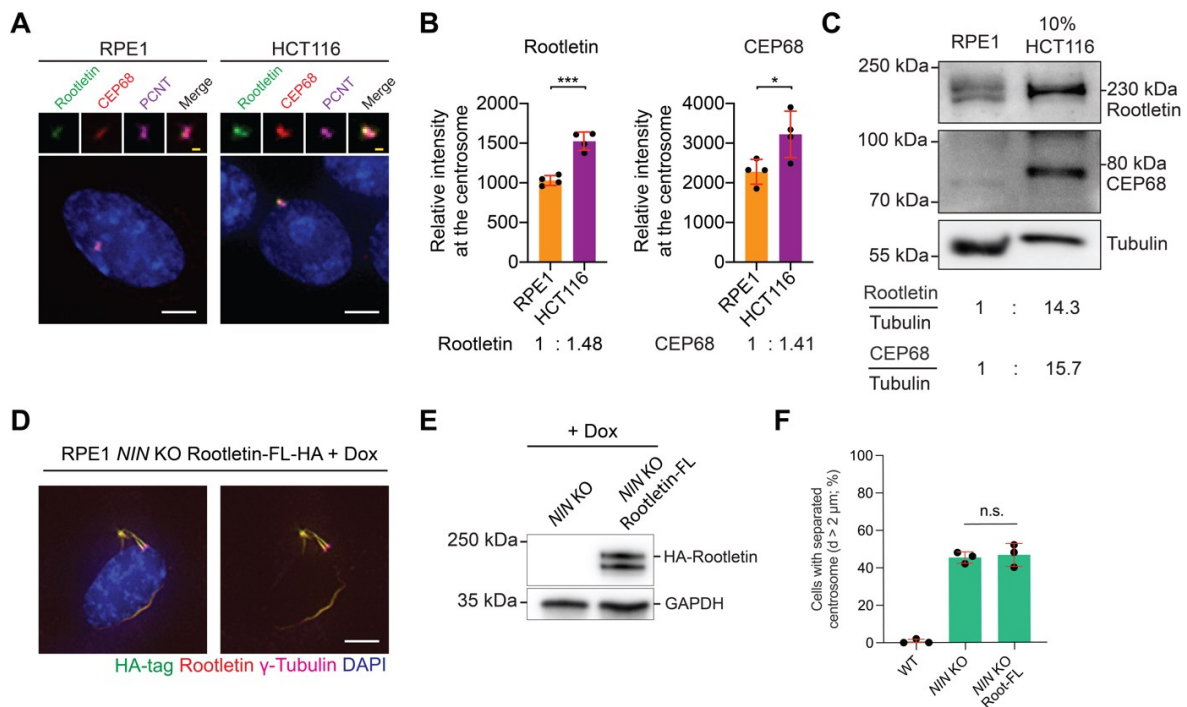 A
RPE1
HCT116
Rootletin
CEP68
PCNT
Merge
Rootletin
CEP68
PCNT
Merge
B
Rootletin
CEP68
Relative intensity
at the centrosome
2000
1500
1000
500
0
***
RPE1
HCT116
Relative intensity
at the centrosome
4000
3000
2000
1000
0
*
RPE1
HCT116
Rootletin 1 : 1.48
CEP68 1 : 1.41
C
RPE1
10%
HCT116
250 kDa
230 kDa
Rootletin
100 kDa
80 kDa
CEP68
70 kDa
55 kDa
Tubulin
Rootletin
Tubulin
1 : 14.3
CEP68
Tubulin
1 : 15.7
D
RPE1 NIN KO Rootletin-FL-HA + Dox
HA-tag Rootletin γ-Tubulin DAPI
E
+ Dox
NIN KO
NIN KO
Rootletin-FL
250 kDa
HA-Rootletin
35 kDa
GAPDH
F
Cells with separated
centrosome (d > 2 μm; %)
100
80
60
40
20
0
n.s.
WT
NIN KO
NIN KO
Root-FL